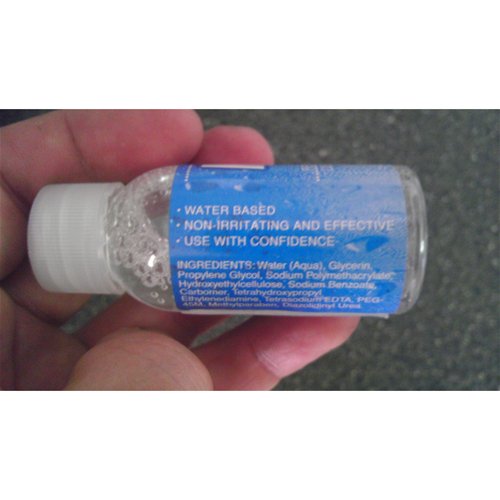 • WATER BASED
• NON-IRRITATING AND EFFECTIVE
• USE WITH CONFIDENCE
INGREDIENTS: Water (Aqua), Glycerin,
Propylene Glycol, Sodium Polymethacrylate,
Hydroxyethylcellulose, Sodium Benzoate,
Carbomer, Tetrahydroxypropyl
Ethylenediamine, Tetrasodium EDTA, PEG-
45M, Methylparaben, Diazolidinyl Urea.